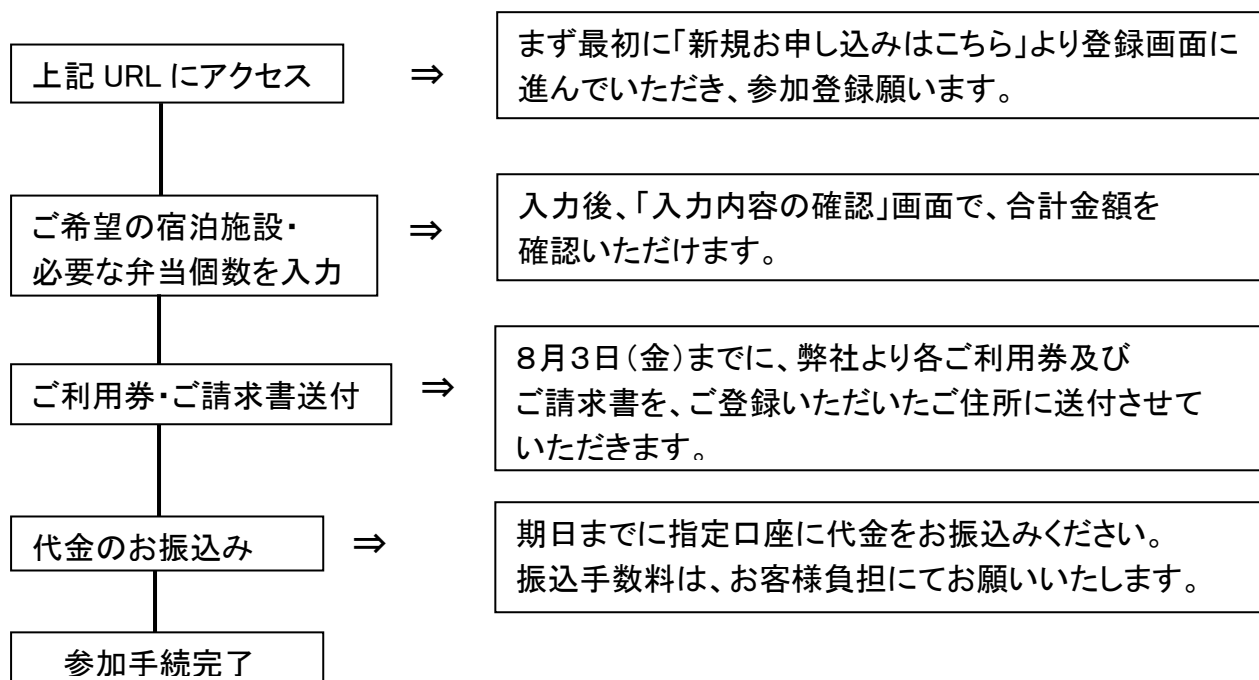 上記 URL にアクセス
⇒
まず最初に「新規お申し込みはこちら」より登録画面に
進んでいただき、参加登録願います。
ご希望の宿泊施設・
必要な弁当個数を入力
⇒
入力後、「入力内容の確認」画面で、合計金額を
確認いただけます。
ご利用券・ご請求書送付
⇒
８月３日（金）までに、弊社より各ご利用券及び
ご請求書を、ご登録いただいたご住所に送付させて
いただきます。
代金のお振込み
⇒
期日までに指定口座に代金をお振込みください。
振込手数料は、お客様負担にてお願いいたします。
参加手続完了